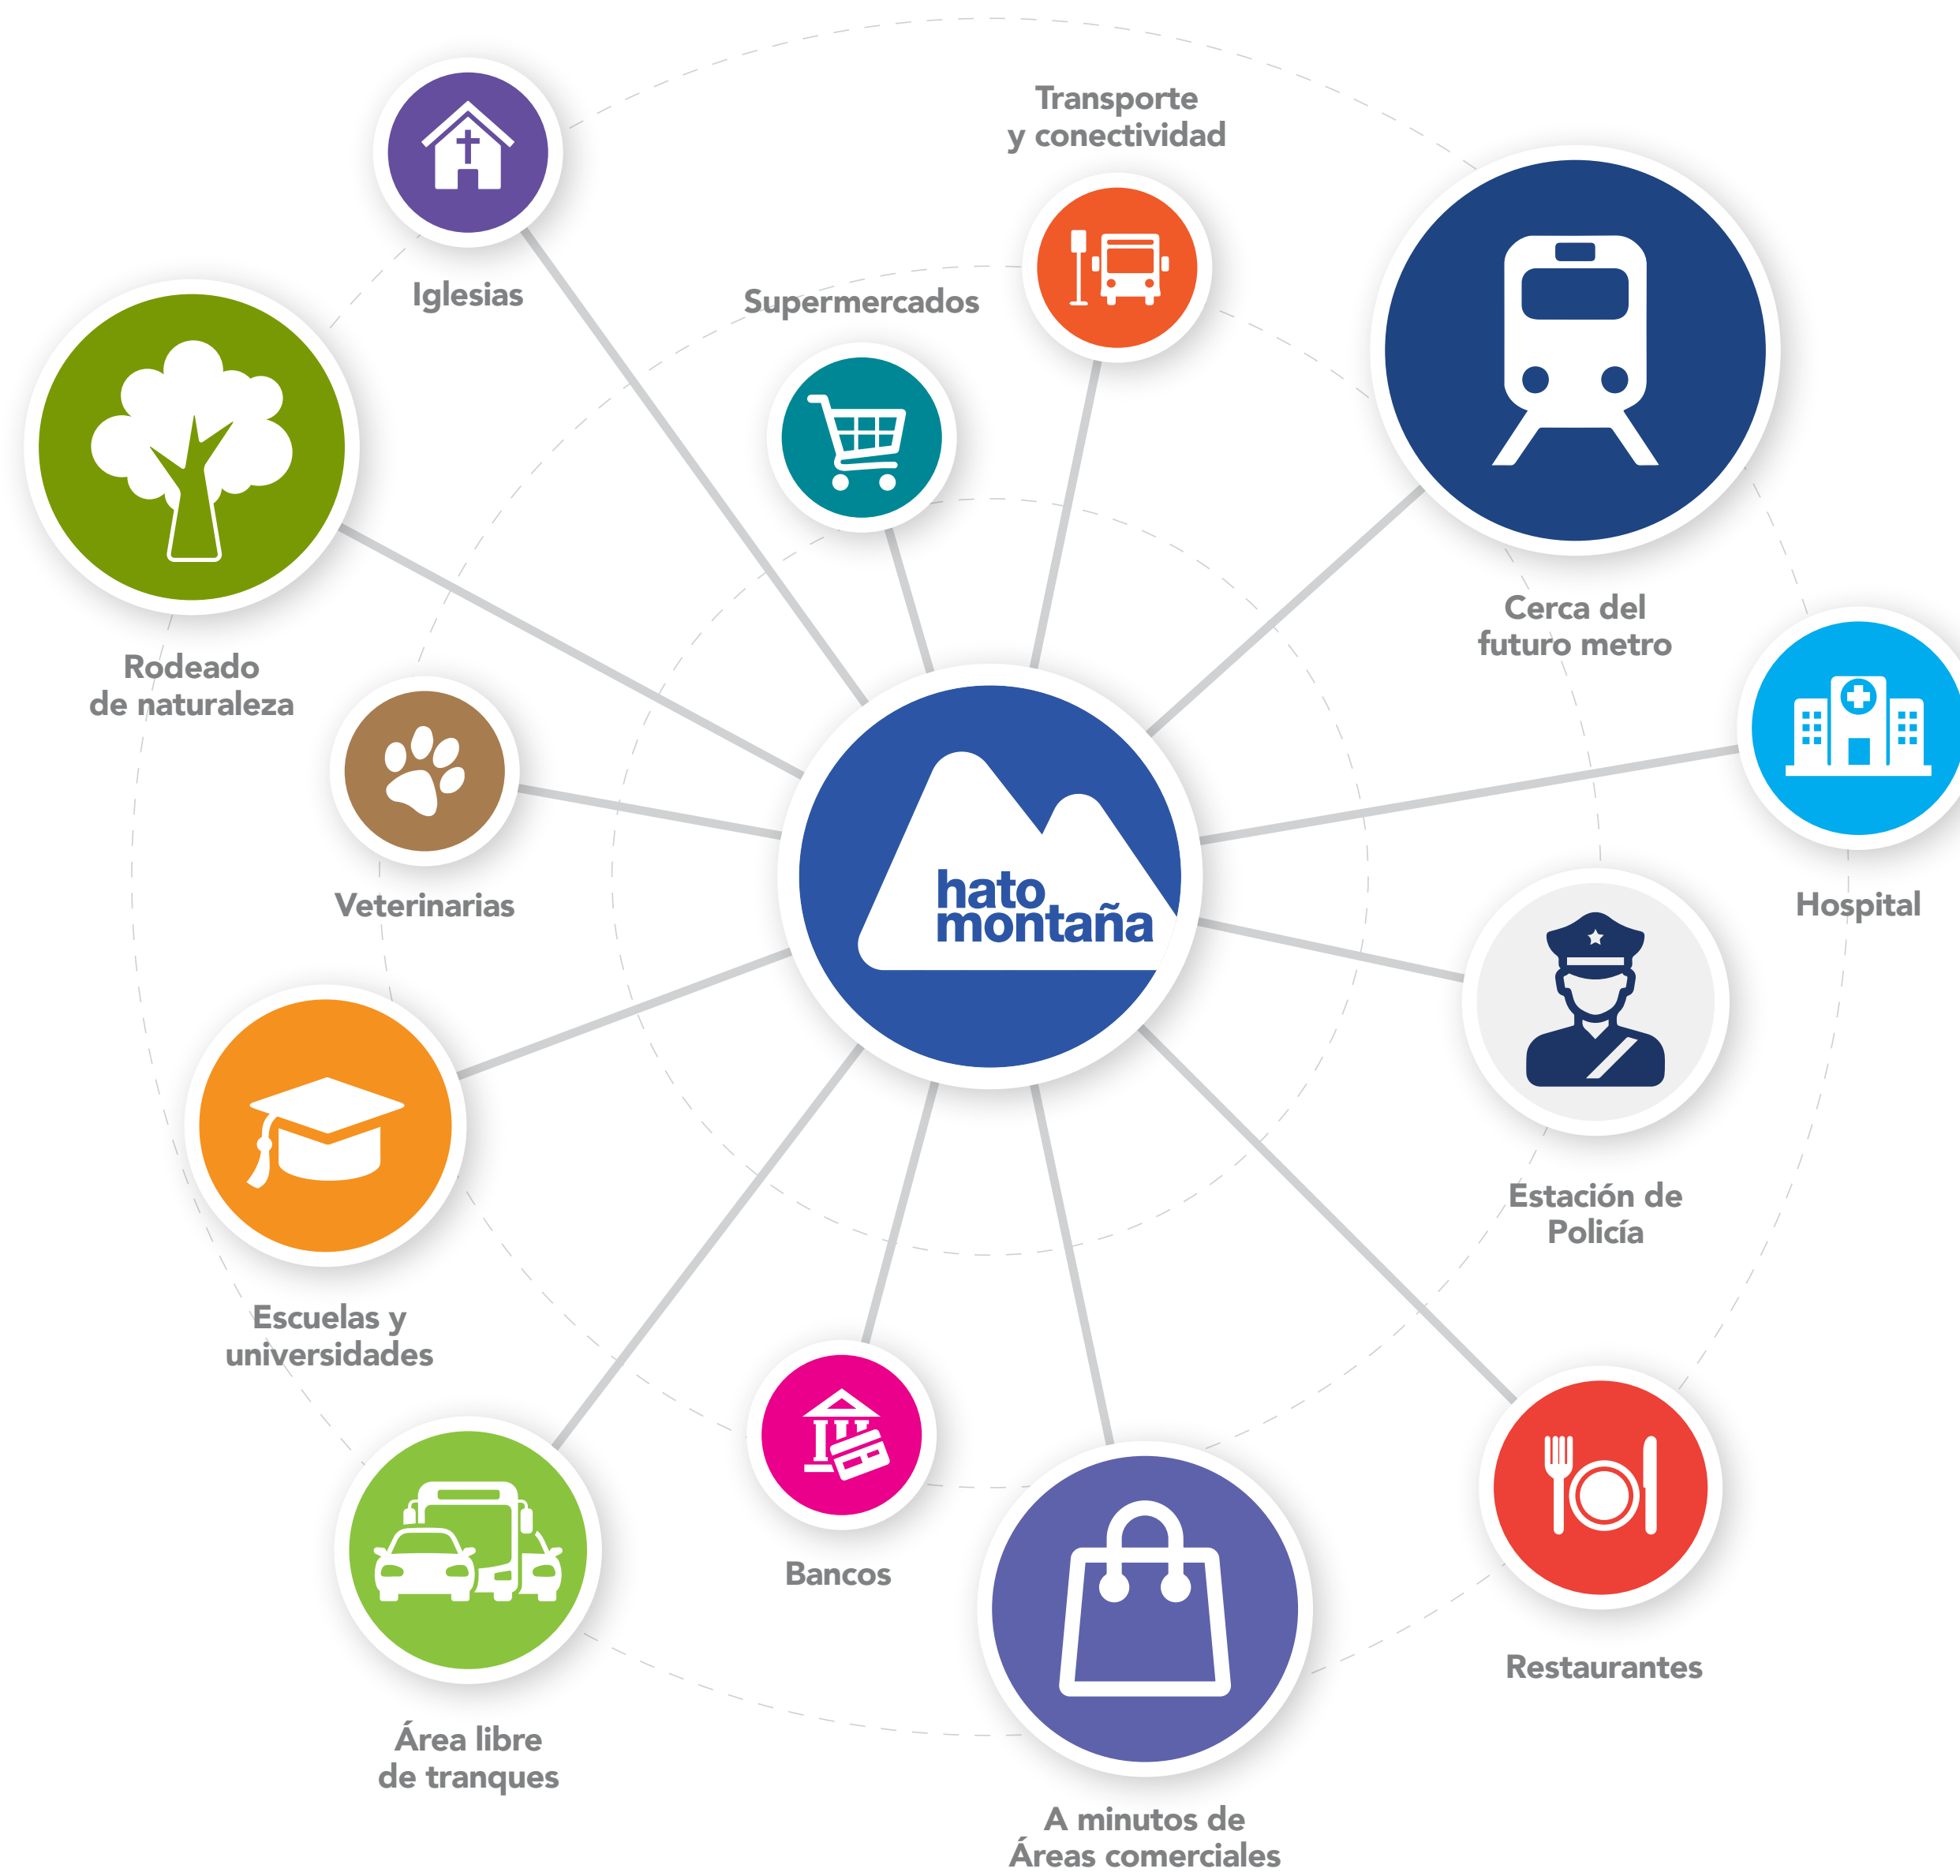 Transporte
y conectividad
Iglesias
Supermercados
Cerca del
futuro metro
Rodeado
de naturaleza
Veterinarias
hato
montaña
Hospital
Estación de
Policía
Escuelas y
universidades
Bancos
Restaurantes
Área libre
de tranques
A minutos de
Áreas comerciales